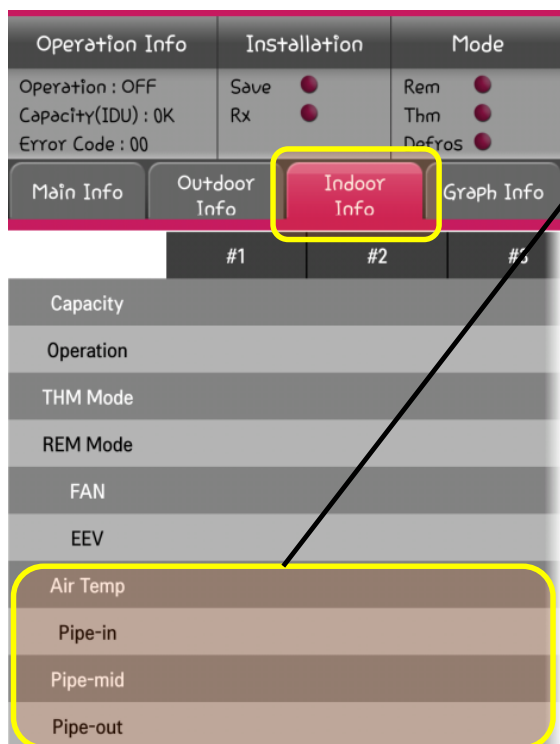 Operation Info Installation Mode
Operation : OFF Save Rem
Capacity(IDU) : 0K Rx Thm
Error Code : 00 Defros
Main Info Outdoor Info Indoor Info Graph Info
#1 #2 #3
Capacity
Operation
THM Mode
REM Mode
FAN
EEV
Air Temp
Pipe-in
Pipe-mid
Pipe-out